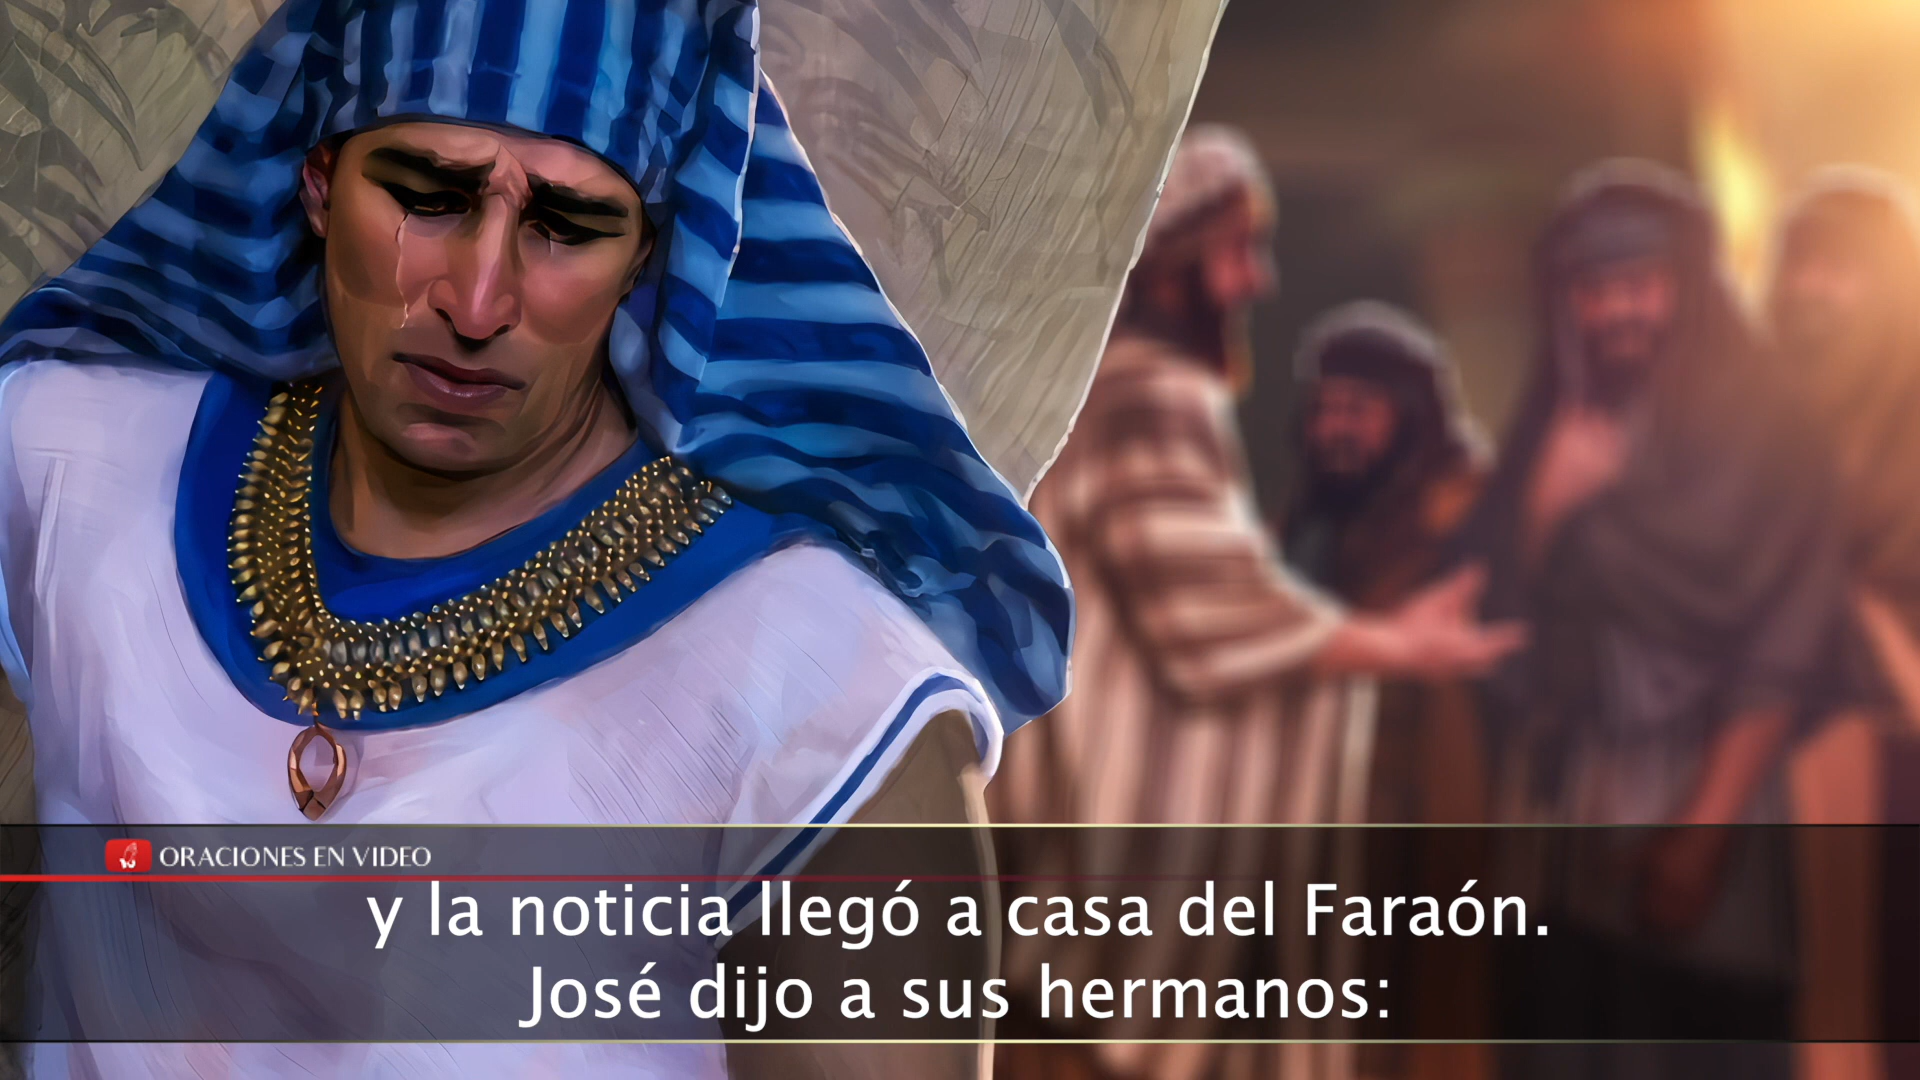 ORACIONES EN VIDEO
y la noticia llegó a casa del Faraón.
José dijo a sus hermanos: